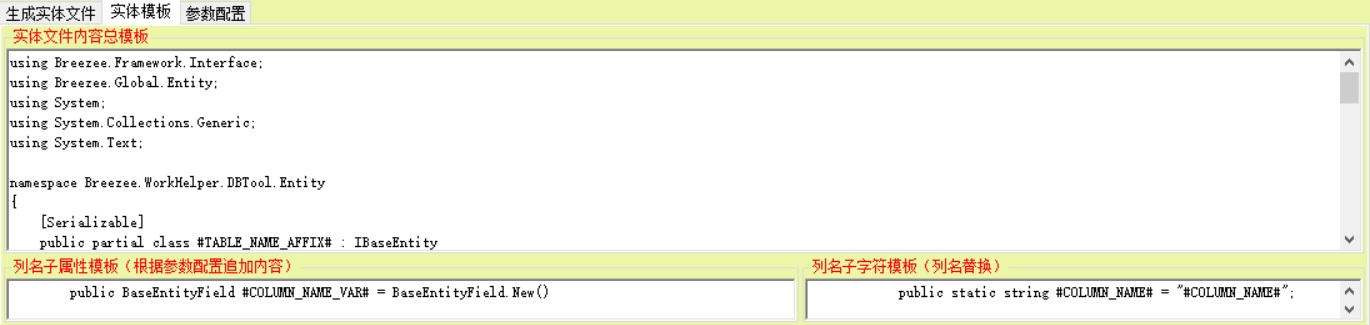 生成实体文件 实体模板 参数配置
实体文件内容总模板
using Breezee.Framework.Interface;
using Breezee.Global.Entity;
using System;
using System.Collections.Generic;
using System.Text;
namespace Breezee.WorkHelper.DBTool.Entity
{
[Serializable]
public partial class #TABLE_NAME_AFFIX# : IBaseEntity
列名子属性模板（根据参数配置追加内容）
public BaseEntityField #COLUMN_NAME_VAR# = BaseEntityField.New()
列名子字符模板（列名替换）
public static string #COLUMN_NAME# = "#COLUMN_NAME#";